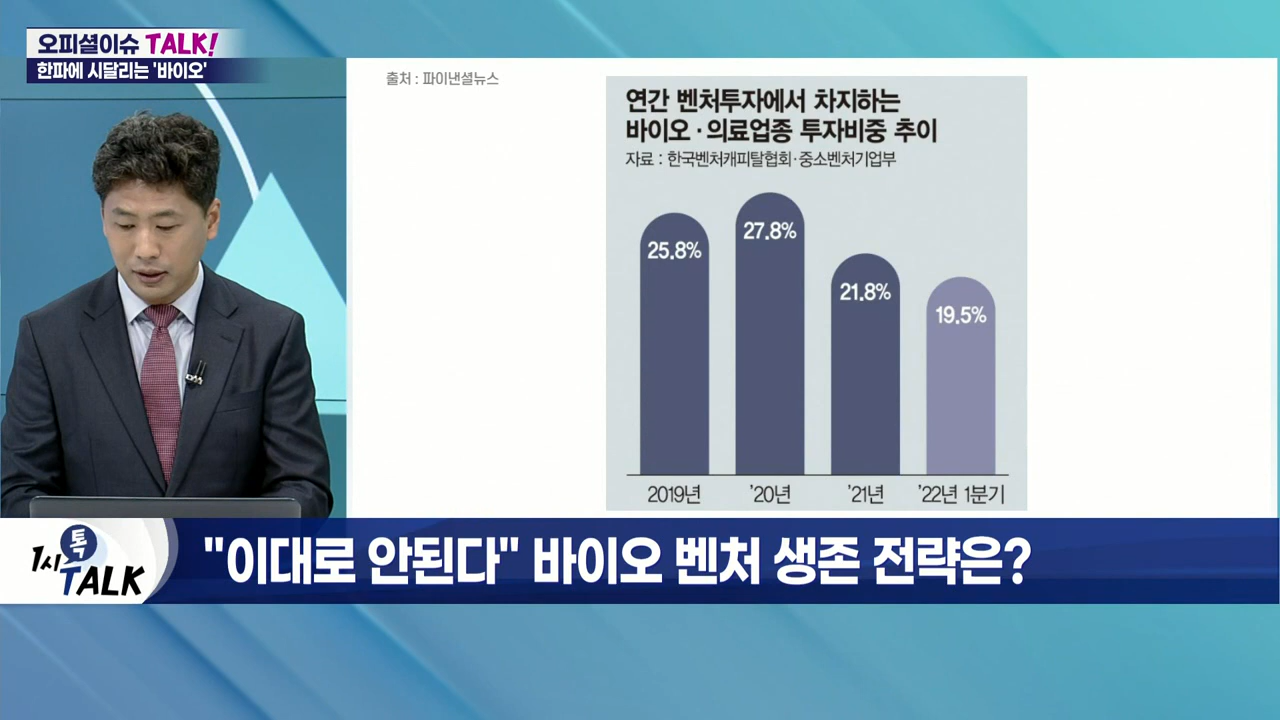 오피셜이슈 TALK!
한파에 시달리는 '바이오'
출처 : 파이낸셜뉴스
연간 벤처투자에서 차지하는
바이오·의료업종 투자비중 추이
자료 : 한국벤처캐피탈협회·중소벤처기업부
25.8%
27.8%
21.8%
19.5%
2019년
'20년
'21년
'22년 1분기
1시 톡 TALK
"이대로 안된다" 바이오 벤처 생존 전략은?